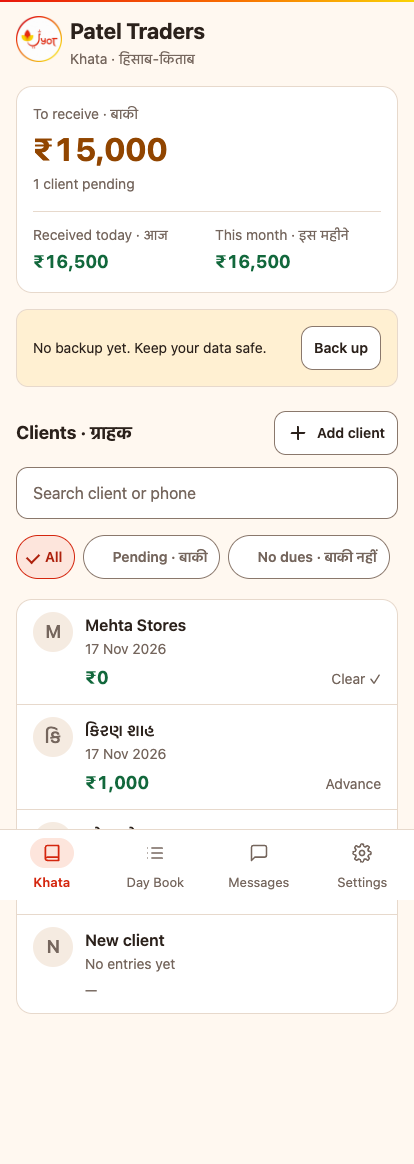 Jyot
Patel Traders
Khata · हिसाब-किताब
To receive · बाकी
₹15,000
1 client pending
Received today · आज
This month · इस महीने
₹16,500
₹16,500
No backup yet. Keep your data safe.
Back up
Clients · ग्राहक
Add client
Search client or phone
All
Pending · बाकी
No dues · बाकी नहीं
M
Mehta Stores
17 Nov 2026
₹0
Clear ✓
કિ
કિરણ શાહ
17 Nov 2026
₹1,000
Advance
Khata
Day Book
Messages
Settings
N
New client
No entries yet
—